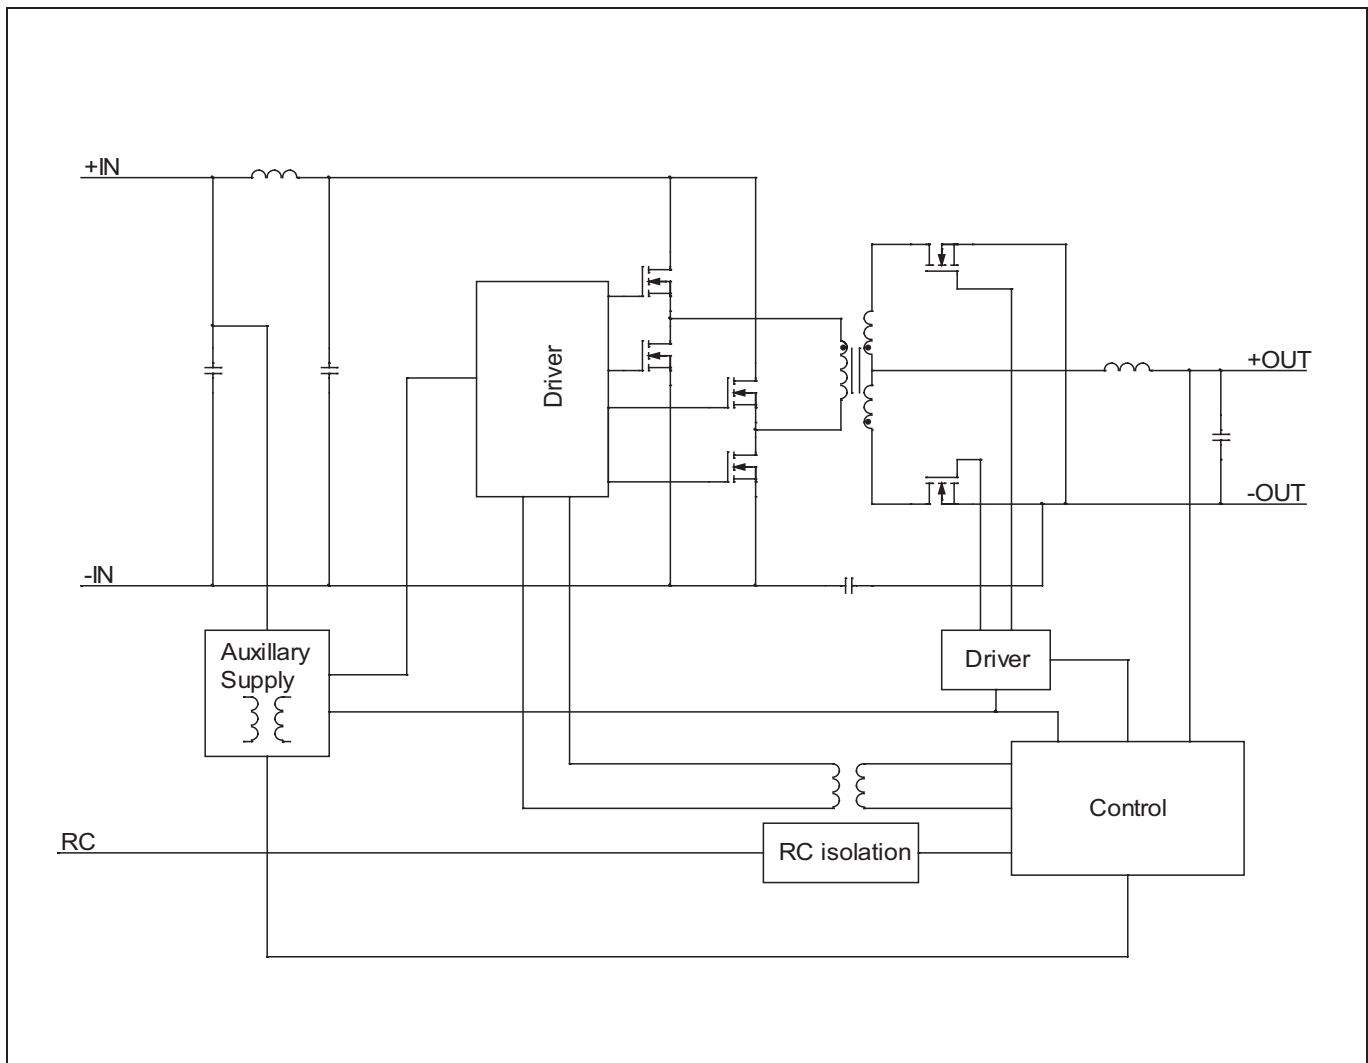 +IN
Driver
+OUT
-OUT
-IN
Auxillary
Supply
Driver
Control
RC
RC isolation